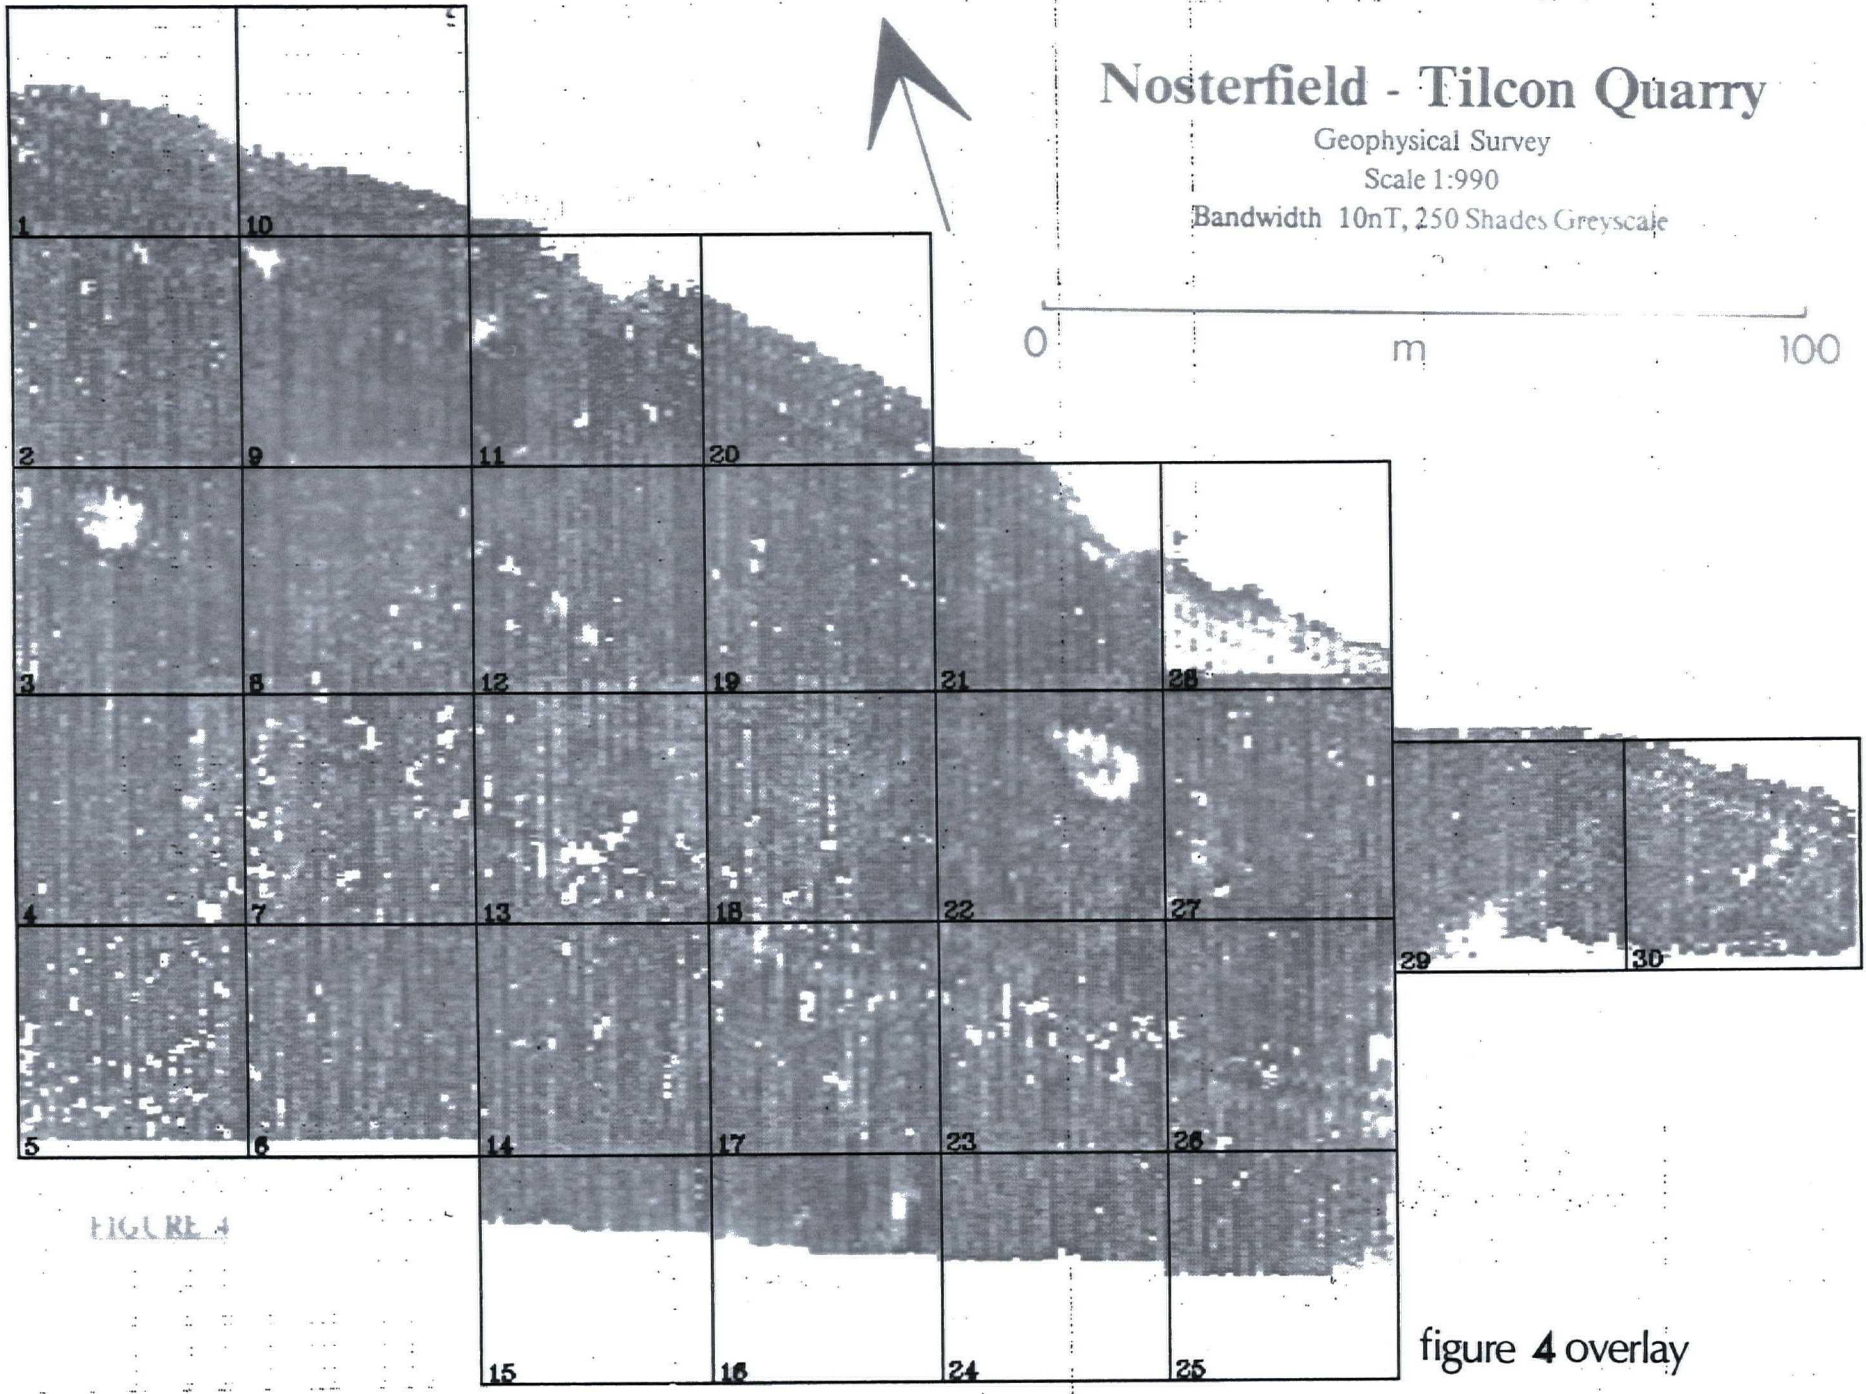 Nosterfield - Tilcon Quarry
Geophysical Survey
Scale 1:990
Bandwidth 10nT, 250 Shades Greyscale
0 m 100
1 10
2 9 11 20
3 8 12 19 21 28
4 7 13 18 22 27
29 30
5 6 14 17 23 26
FIGURE 4
15 16 24 25
figure 4 overlay